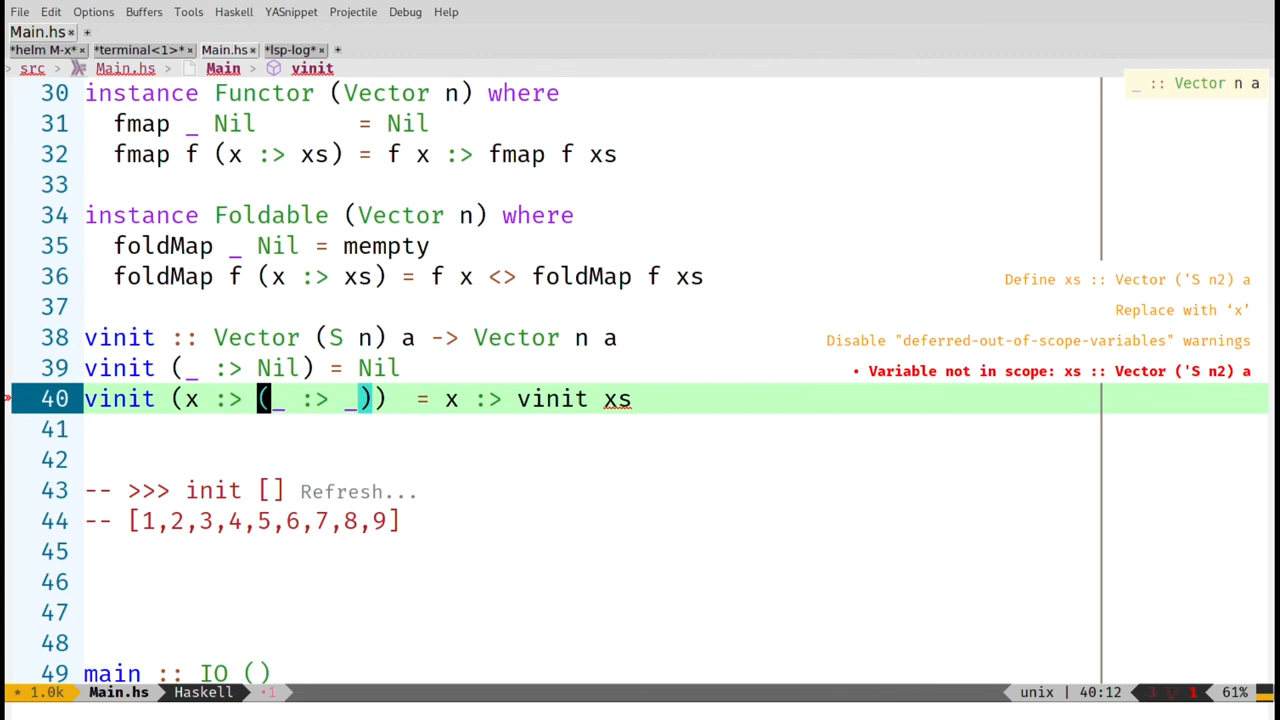 File Edit Options Buffers Tools Haskell YASnippet Projectile Debug Help
Main.hs × +
*helm M-x* × *terminal<1>* × Main.hs × *lsp-log* × +
> src > Main.hs > Main > vinit
_ :: Vector n a
30 instance Functor (Vector n) where
31   fmap _ Nil       = Nil
32   fmap f (x :> xs) = f x :> fmap f xs
33
34 instance Foldable (Vector n) where
35   foldMap _ Nil = mempty
36   foldMap f (x :> xs) = f x <> foldMap f xs
Define xs :: Vector ('S n2) a
37
Replace with ‘x’
38 vinit :: Vector (S n) a -> Vector n a
Disable "deferred-out-of-scope-variables" warnings
39 vinit (_ :> Nil) = Nil
• Variable not in scope: xs :: Vector ('S n2) a
» 40 vinit (x :> (_ :> _))  = x :> vinit xs
41
42
43 -- >>> init [] Refresh...
44 -- [1,2,3,4,5,6,7,8,9]
45
46
47
48
49 main :: IO ()
* 1.0k Main.hs Haskell •1 unix | 40:12 3 1 61%